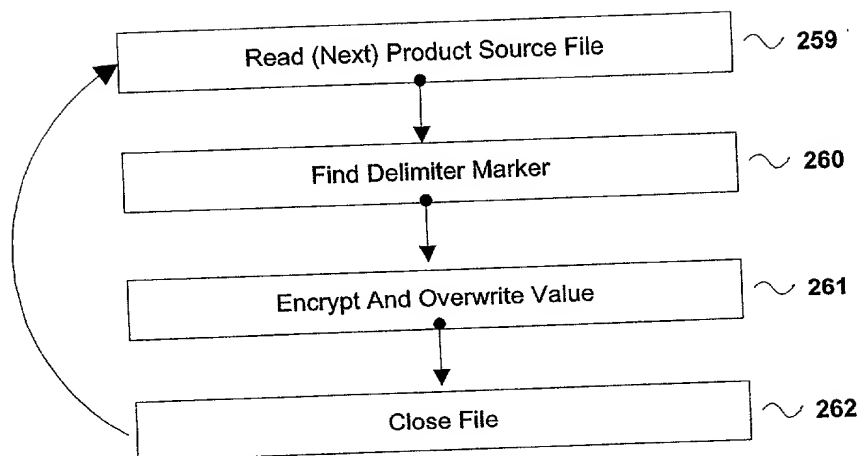 Read (Next) Product Source File 259
Find Delimiter Marker 260
Encrypt And Overwrite Value 261
Close File 262